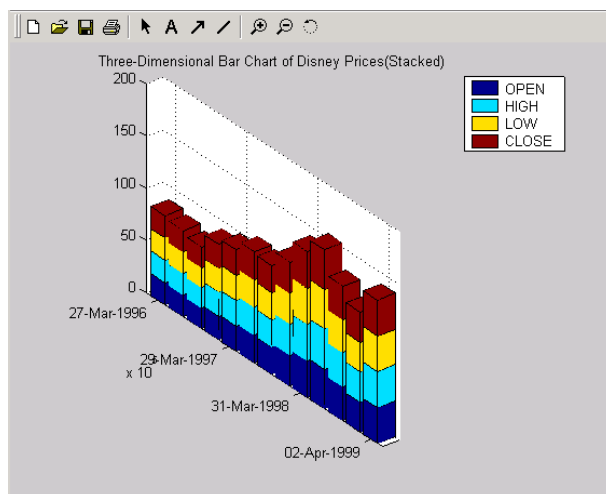 A
Three-Dimensional Bar Chart of Disney Prices(Stacked)
200
150
100
50
0
OPEN
HIGH
LOW
CLOSE
27-Mar-1996
29-Mar-1997
x 10
31-Mar-1998
02-Apr-1999